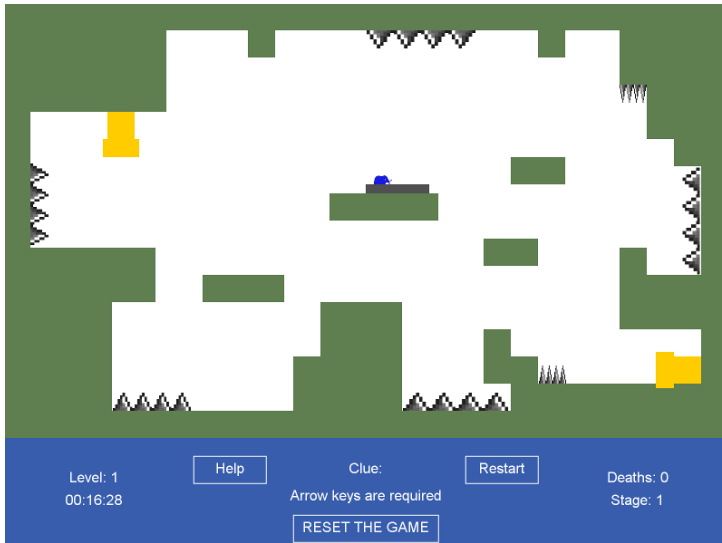 Level: 1
00:16:28
Help
Clue:
Arrow keys are required
RESET THE GAME
Restart
Deaths: 0
Stage: 1